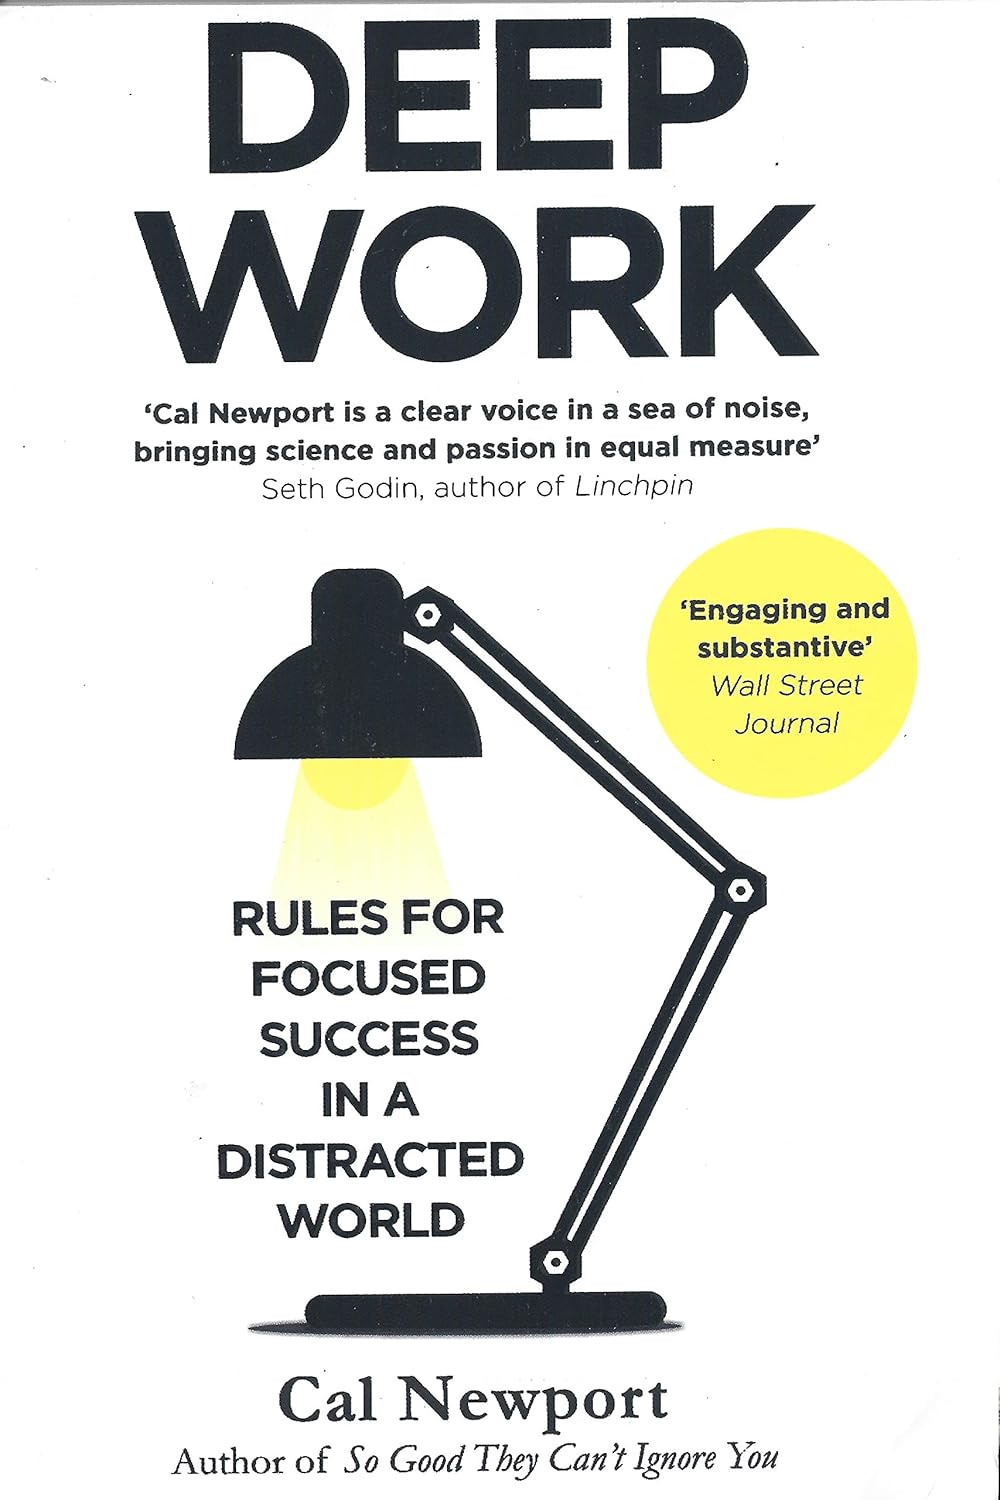 DEEP
WORK
‘Cal Newport is a clear voice in a sea of noise,
bringing science and passion in equal measure’
Seth Godin, author of Linchpin
‘Engaging and
substantive’
Wall Street
Journal
RULES FOR
FOCUSED
SUCCESS
IN A
DISTRACTED
WORLD
Cal Newport
Author of So Good They Can’t Ignore You